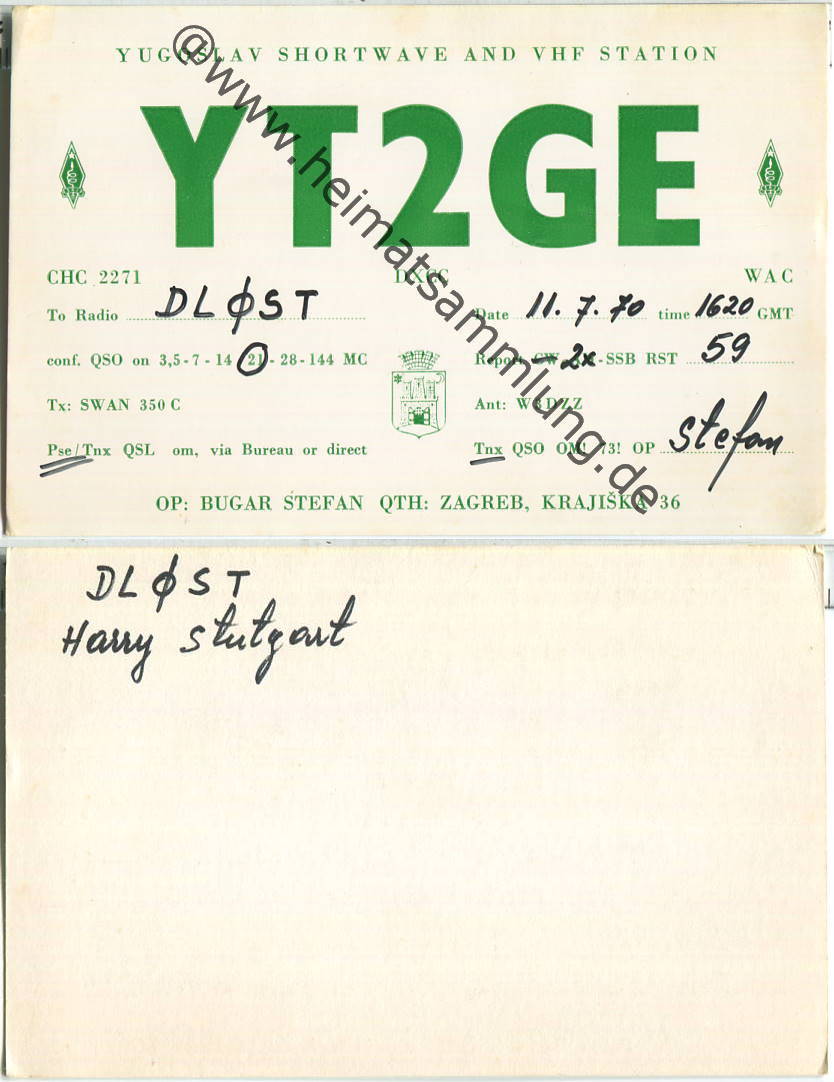 YUGOSLAV SHORTWAVE AND VHF STATION
YT2GE
CHC 2271 DXCC WAC
To Radio DLØST Date 11.7.70 time 1620 GMT
conf. QSO on 3,5 - 7 - 14 - 21 - 28 - 144 MC Report CW 2x -SSB RST 59
Tx: SWAN 350 C Ant: W3DZZ
Pse/Tnx QSL om, via Bureau or direct Tnx QSO OM! 73! OP Stefan
OP: BUGAR STEFAN QTH: ZAGREB, KRAJIŠKA 36
@www.heimatsammlung.de
DLØST
Harry Stutgart